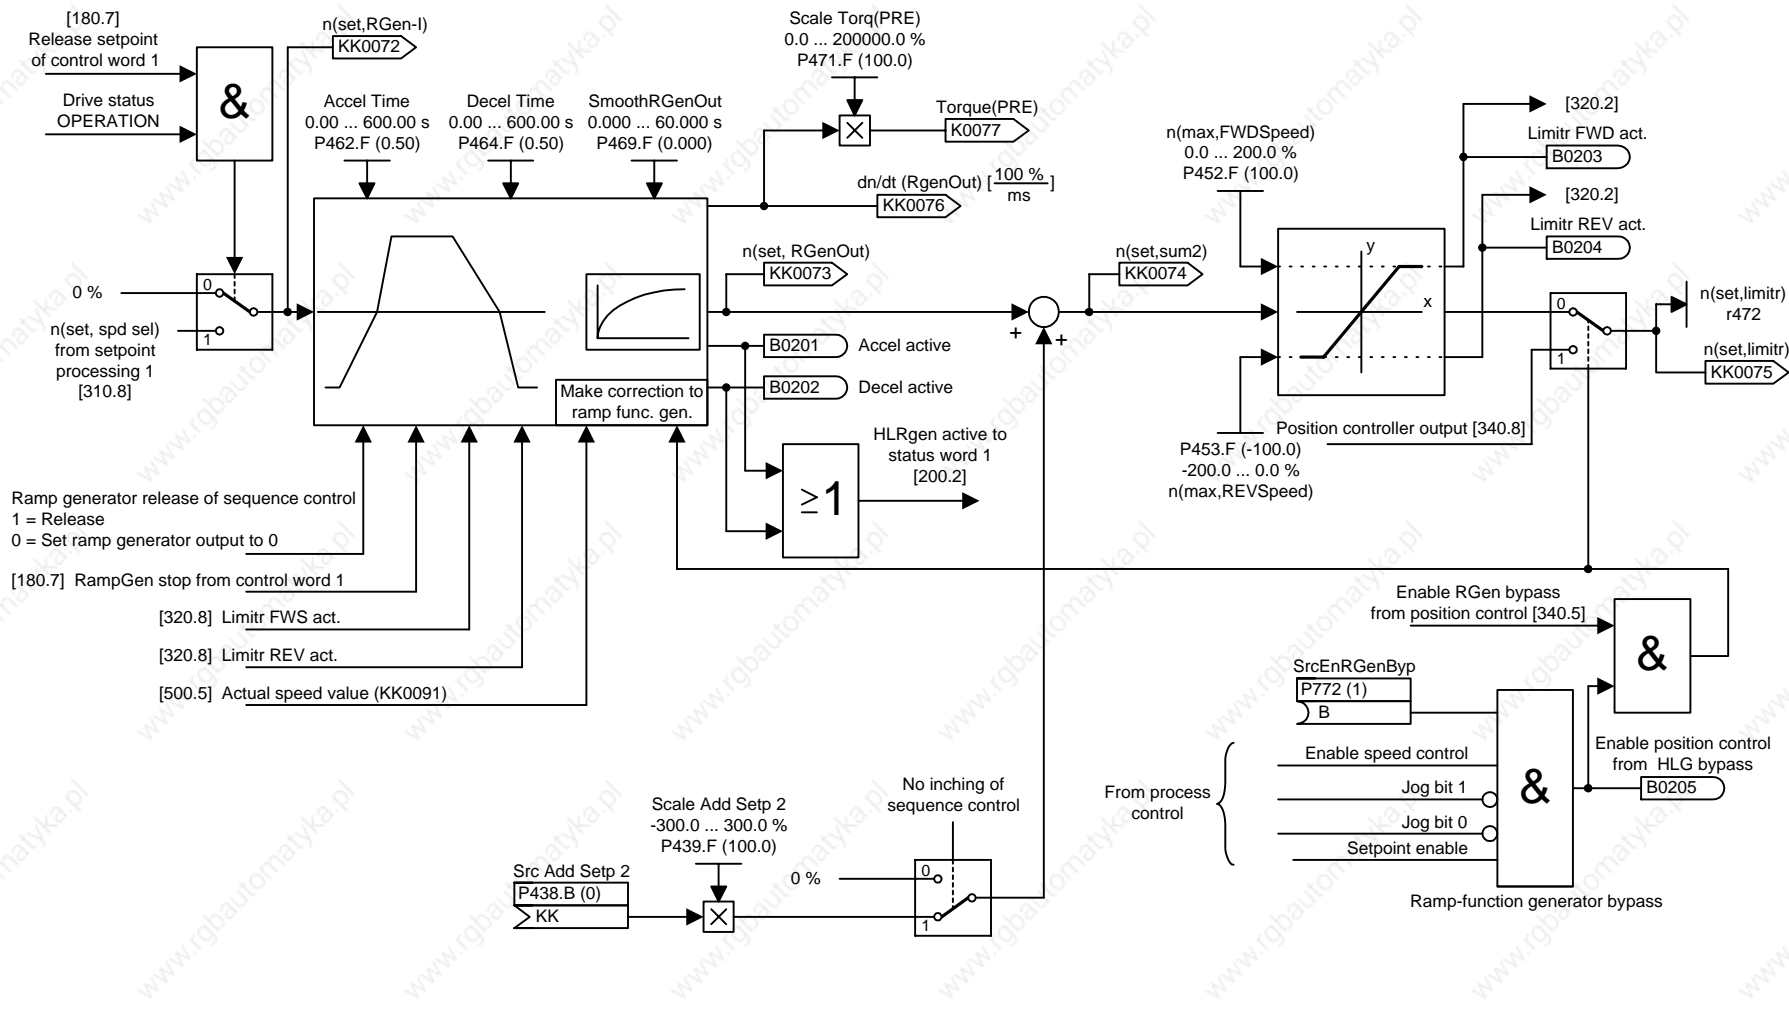 [180.7]
Release setpoint
of control word 1
Drive status
OPERATION
&
n(set,RGen-I)
KK0072
Accel Time
0.00 ... 600.00 s
P462.F (0.50)
Decel Time
0.00 ... 600.00 s
P464.F (0.50)
SmoothRGenOut
0.000 ... 60.000 s
P469.F (0.000)
Scale Torq(PRE)
0.0 ... 200000.0 %
P471.F (100.0)
Torque(PRE)
K0077
dn/dt (RgenOut) [100 %
ms]
KK0076
n(set, RGenOut)
KK0073
0 %
0
1
n(set, spd sel)
from setpoint
processing 1
[310.8]
B0201
Accel active
B0202
Decel active
Make correction to
ramp func. gen.
HLRgen active to
status word 1
[200.2]
≥1
+
+
n(set,sum2)
KK0074
n(max,FWDSpeed)
0.0 ... 200.0 %
P452.F (100.0)
y
x
P453.F (-100.0)
-200.0 ... 0.0 %
n(max,REVSpeed)
[320.2]
Limitr FWD act.
B0203
[320.2]
Limitr REV act.
B0204
0
1
n(set,limitr)
r472
n(set,limitr)
KK0075
Position controller output [340.8]
Ramp generator release of sequence control
1 = Release
0 = Set ramp generator output to 0
[180.7] RampGen stop from control word 1
[320.8] Limitr FWS act.
[320.8] Limitr REV act.
[500.5] Actual speed value (KK0091)
Enable RGen bypass
from position control [340.5]
&
SrcEnRGenByp
P772 (1)
B
Enable speed control
Jog bit 1
Jog bit 0
Setpoint enable
From process
control
&
Enable position control
from HLG bypass
B0205
Ramp-function generator bypass
No inching of
sequence control
Scale Add Setp 2
-300.0 ... 300.0 %
P439.F (100.0)
Src Add Setp 2
P438.B (0)
KK
0 %
0
1
www.rgbautomatyka.pl